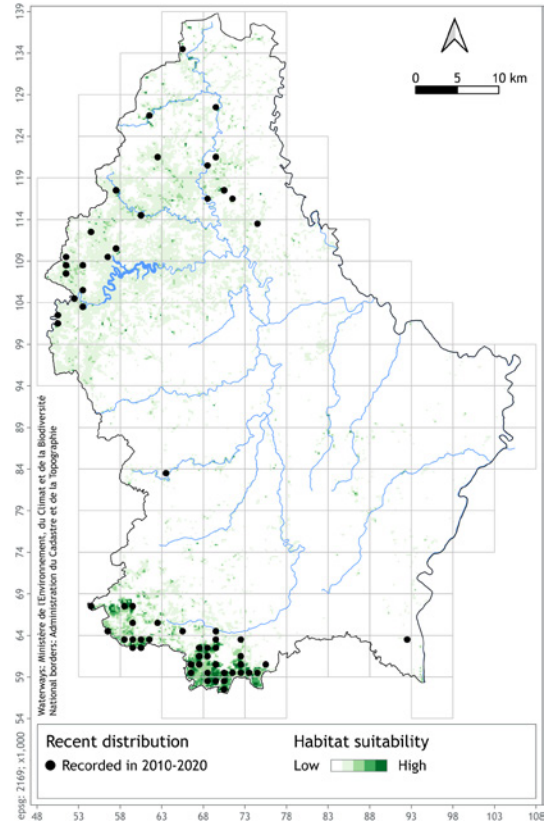 139
134
129
124
119
114
109
104
99
94
89
84
79
74
69
64
59
54
0 5 10 km
Waterways: Ministère de l'Environnement, du Climat et de la Biodiversité
National borders: Administration du Cadastre et de la Topographie
epsg: 2169; x1,000
Recent distribution
Recorded in 2010-2020
Habitat suitability
Low High
48 53 58 63 68 73 78 83 88 93 98 103 108